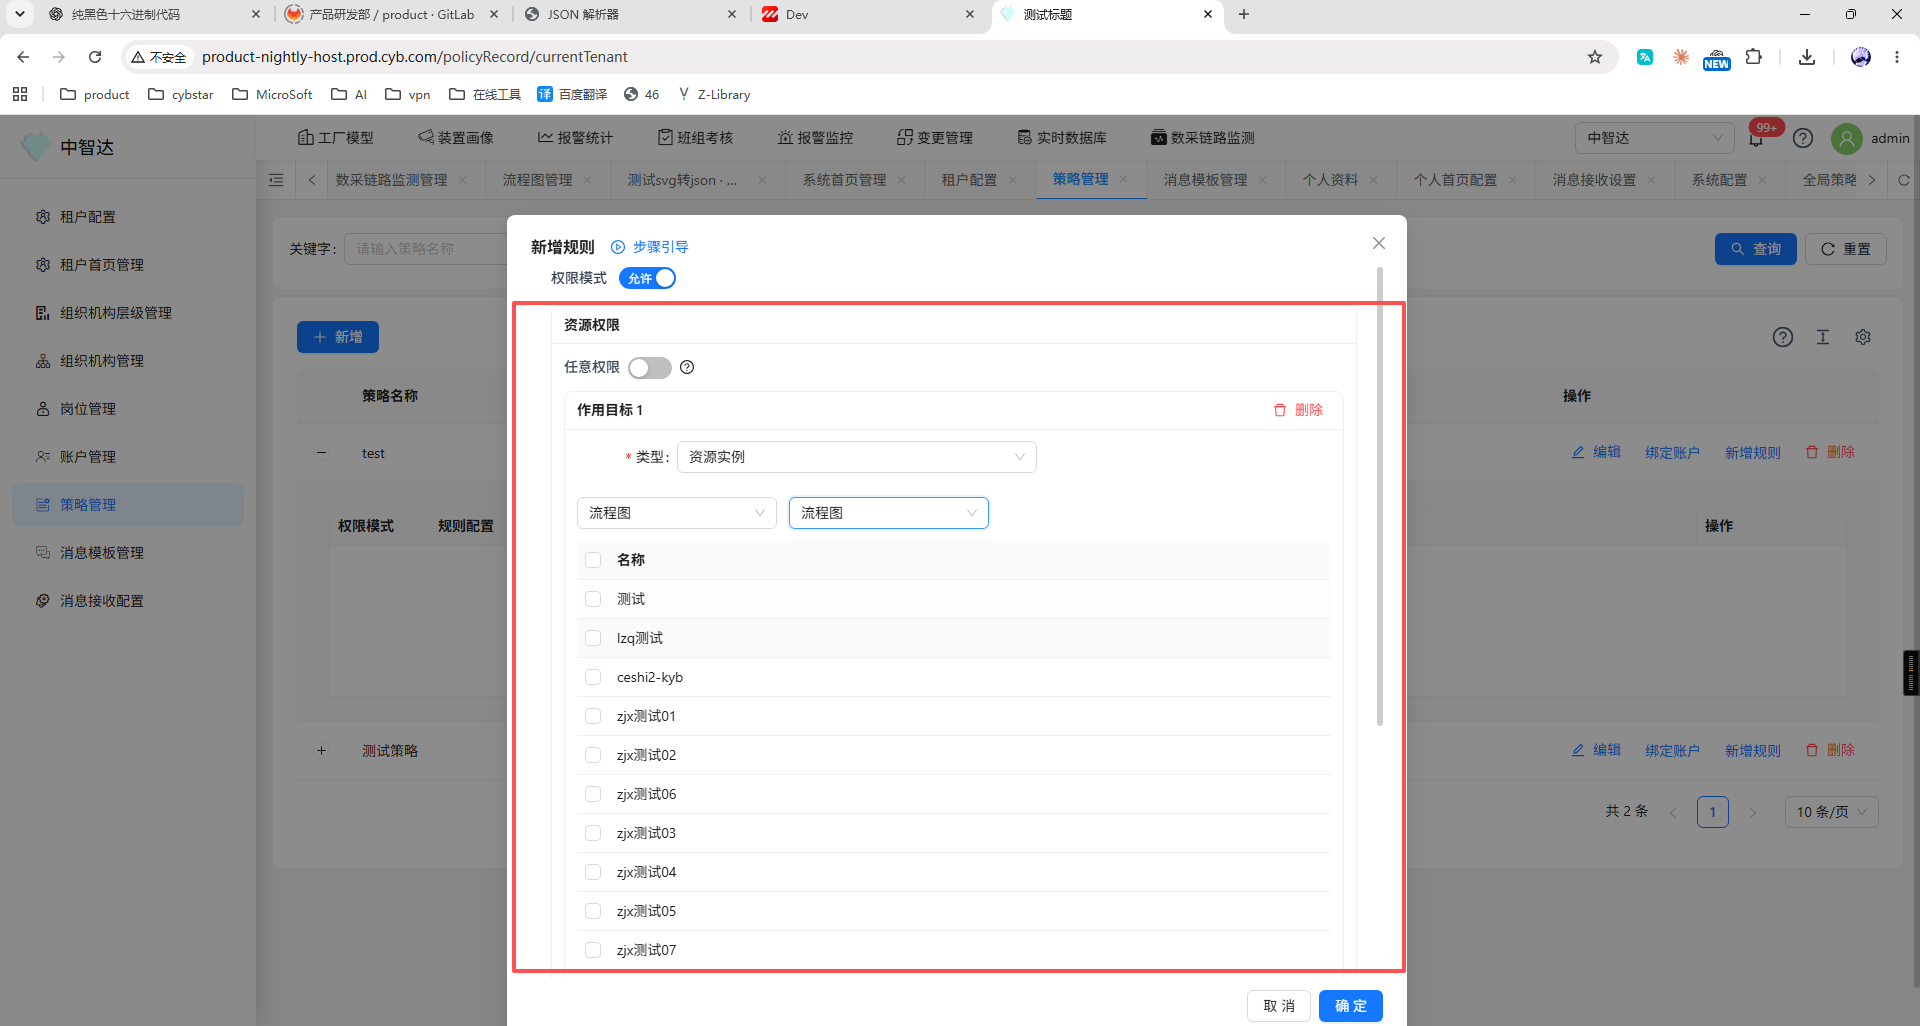 纯黑色十六进制代码
产品研发部 / product · GitLab
JSON 解析器
Dev
测试标题
不安全
product-nightly-host.prod.cyb.com/policyRecord/currentTenant
NEW
product
cybstar
MicroSoft
AI
vpn
在线工具
译 百度翻译
46
Z-Library
中智达
工厂模型
装置画像
报警统计
班组考核
报警监控
变更管理
实时数据库
数采链路监测
中智达
99+
admin
数采链路监测管理
流程图管理
测试svg转json · ...
系统首页管理
租户配置
策略管理
消息模板管理
个人资料
个人首页配置
消息接收设置
系统配置
全局策略
租户配置
租户首页管理
组织机构层级管理
组织机构管理
岗位管理
账户管理
策略管理
消息模板管理
消息接收配置
关键字:
请输入策略名称
查询
重置
新增
策略名称
操作
test
编辑 绑定账户 新增规则 删除
权限模式
规则配置
操作
测试策略
编辑 绑定账户 新增规则 删除
共 2 条
1
10 条/页
新增规则
步骤引导
权限模式
允许
资源权限
任意权限
作用目标 1
删除
* 类型:
资源实例
流程图
流程图
名称
测试
lzq测试
ceshi2-kyb
zjx测试01
zjx测试02
zjx测试06
zjx测试03
zjx测试04
zjx测试05
zjx测试07
取 消
确 定